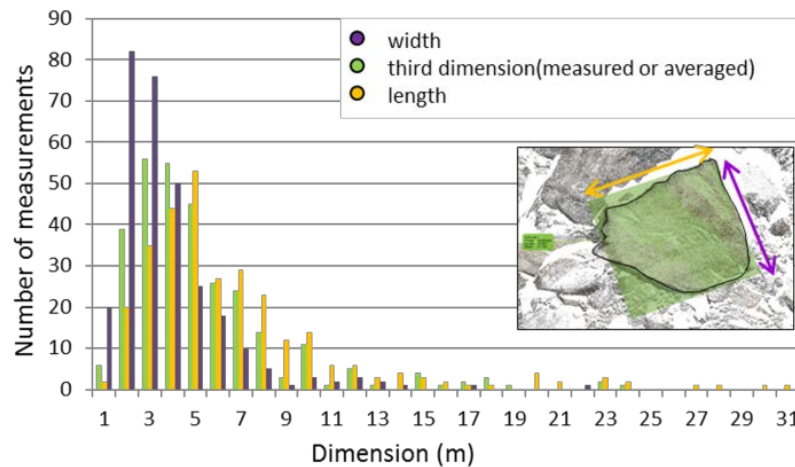 90
80
70
60
50
40
30
20
10
0
Number of measurements
width
third dimension(measured or averaged)
length
1 3 5 7 9 11 13 15 17 19 21 23 25 27 29 31
Dimension (m)